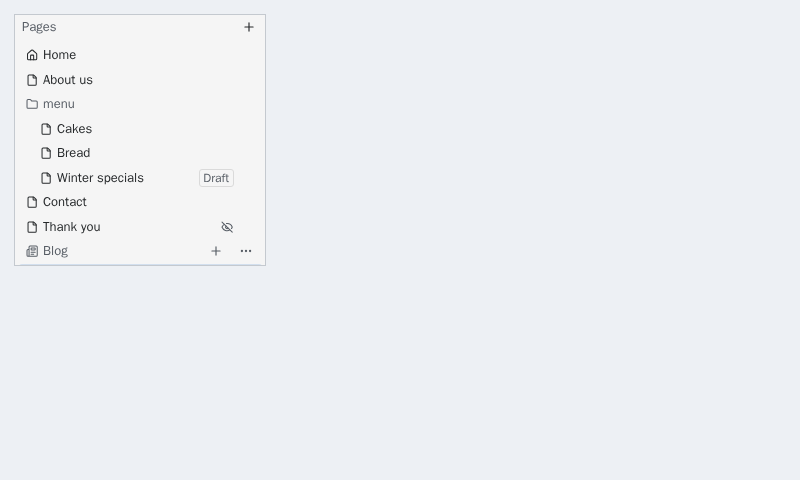 Pages
Home
About us
menu
Cakes
Bread
Winter specials Draft
Contact
Thank you
Blog